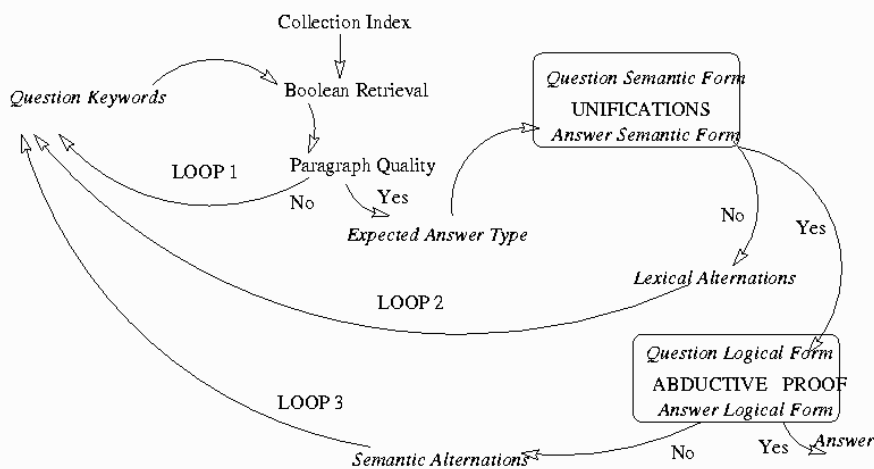 Collection Index
Question Keywords
Boolean Retrieval
Question Semantic Form
UNIFICATIONS
Answer Semantic Form
LOOP 1
Paragraph Quality
No
Yes
Expected Answer Type
No
Yes
Lexical Alternations
LOOP 2
Question Logical Form
ABDUCTIVE PROOF
Answer Logical Form
LOOP 3
Semantic Alternations
No
Yes
Answer